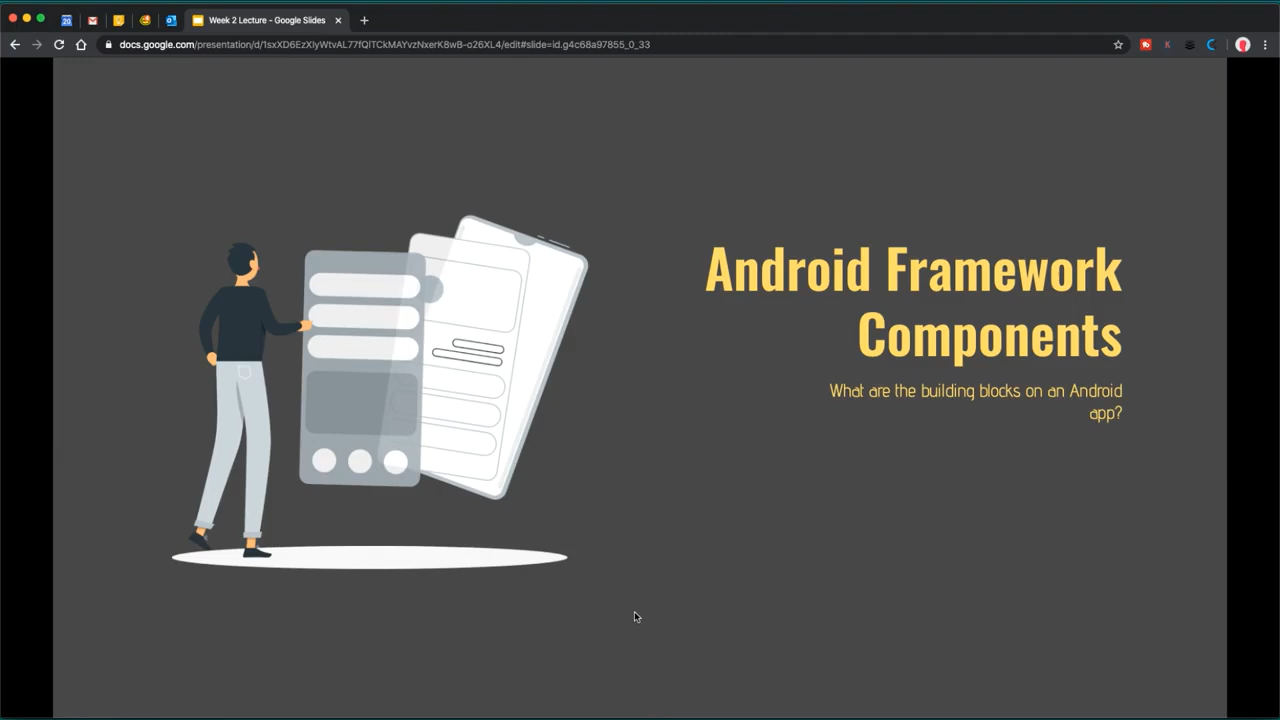 Week 2 Lecture - Google Slides
docs.google.com/presentation/d/1sxXD6EzXIyWtvAL77fQITCkMAYvzNxerK8wB-o26XL4/edit#slide=id.g4c68a97855_0_33
Android Framework
Components
What are the building blocks on an Android
app?